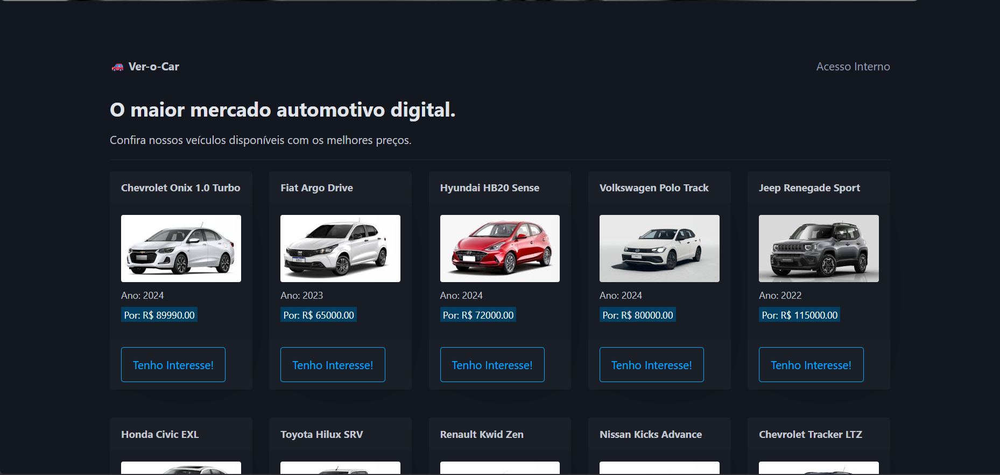 Ver-o-Car
Acesso Interno
O maior mercado automotivo digital.
Confira nossos veículos disponíveis com os melhores preços.
Chevrolet Onix 1.0 Turbo
Ano: 2024
Por: R$ 89990.00
Tenho Interesse!
Fiat Argo Drive
Ano: 2023
Por: R$ 65000.00
Tenho Interesse!
Hyundai HB20 Sense
Ano: 2024
Por: R$ 72000.00
Tenho Interesse!
Volkswagen Polo Track
Ano: 2024
Por: R$ 80000.00
Tenho Interesse!
Jeep Renegade Sport
Ano: 2022
Por: R$ 115000.00
Tenho Interesse!
Honda Civic EXL
Toyota Hilux SRV
Renault Kwid Zen
Nissan Kicks Advance
Chevrolet Tracker LTZ